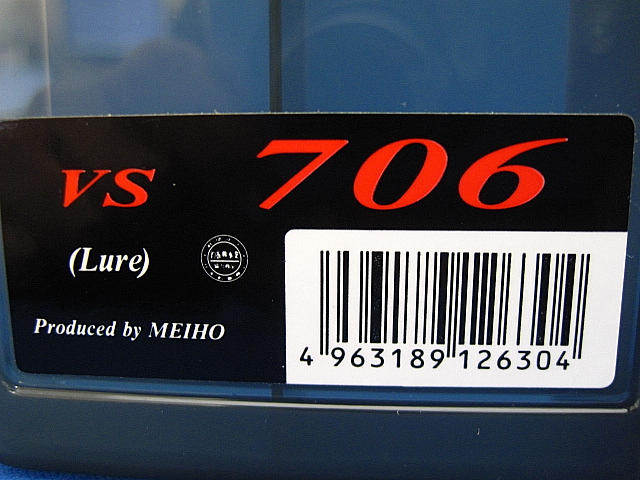 VS 706
(Lure)
Produced by MEIHO
4 963189 126304